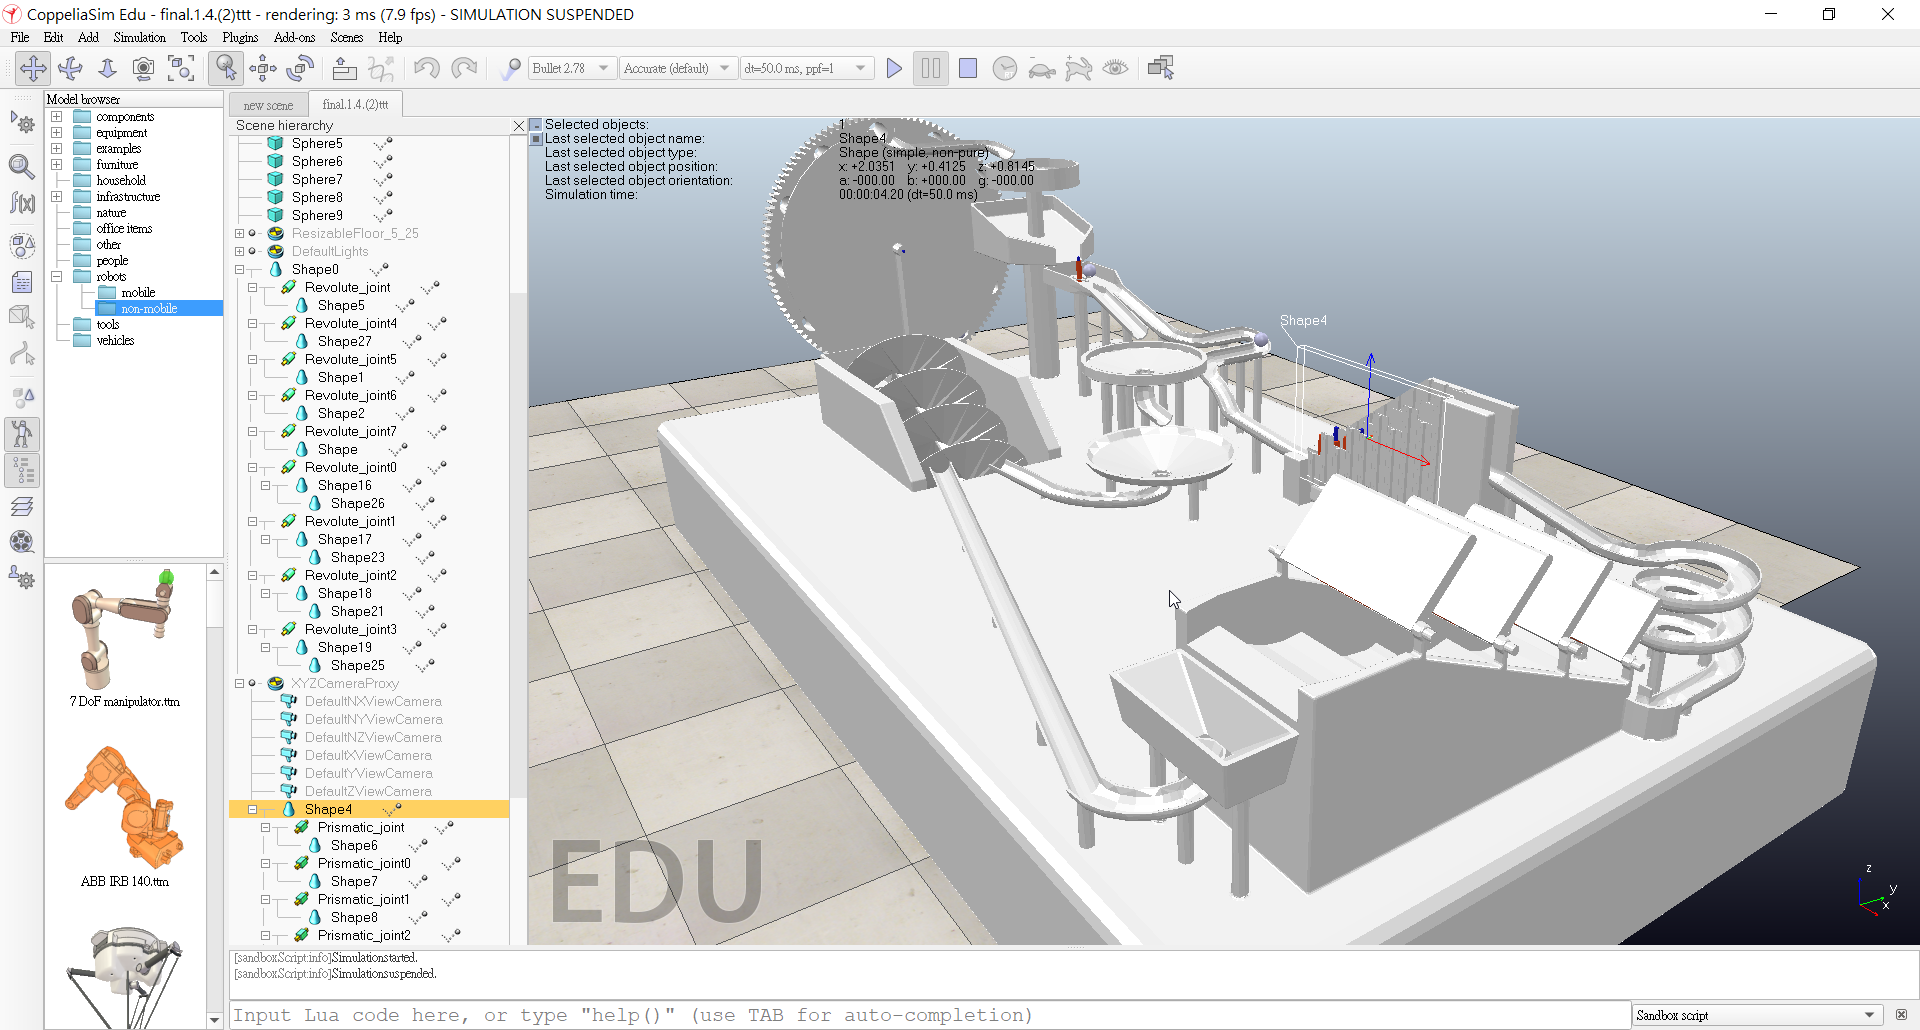 CoppeliaSim Edu - final.1.4.(2)ttt - rendering: 3 ms (7.9 fps) - SIMULATION SUSPENDED
File Edit Add Simulation Tools Plugins Add-ons Scenes Help
Bullet 2.78 Accurate (default) dt=50.0 ms, ppf=1
Model browser
components
equipment
examples
furniture
household
infrastructure
nature
office items
other
people
robots
mobile
non-mobile
tools
vehicles
7 DoF manipulator.ttm
ABB IRB 140.ttm
new scene final.1.4.(2)ttt
Scene hierarchy
Sphere5
Sphere6
Sphere7
Sphere8
Sphere9
ResizableFloor_5_25
DefaultLights
Shape0
Revolute_joint
Shape5
Revolute_joint4
Shape27
Revolute_joint5
Shape1
Revolute_joint6
Shape2
Revolute_joint7
Shape
Revolute_joint0
Shape16
Shape26
Revolute_joint1
Shape17
Shape23
Revolute_joint2
Shape18
Shape21
Revolute_joint3
Shape19
Shape25
XYZCameraProxy
DefaultNXViewCamera
DefaultNYViewCamera
DefaultNZViewCamera
DefaultXViewCamera
DefaultYViewCamera
DefaultZViewCamera
Shape4
Prismatic_joint
Shape6
Prismatic_joint0
Shape7
Prismatic_joint1
Shape8
Prismatic_joint2
Selected objects: 1
Last selected object name: Shape4
Last selected object type: Shape (simple, non-pure)
Last selected object position: x: +2.0351 y: +0.4125 z: +0.8145
Last selected object orientation: a: -000.00 b: +000.00 g: -000.00
Simulation time: 00:00:04.20 (dt=50.0 ms)
Shape4
EDU
z
y
x
[sandboxScript:info]Simulationstarted.
[sandboxScript:info]Simulationsuspended.
Input Lua code here, or type "help()" (use TAB for auto-completion)
Sandbox script